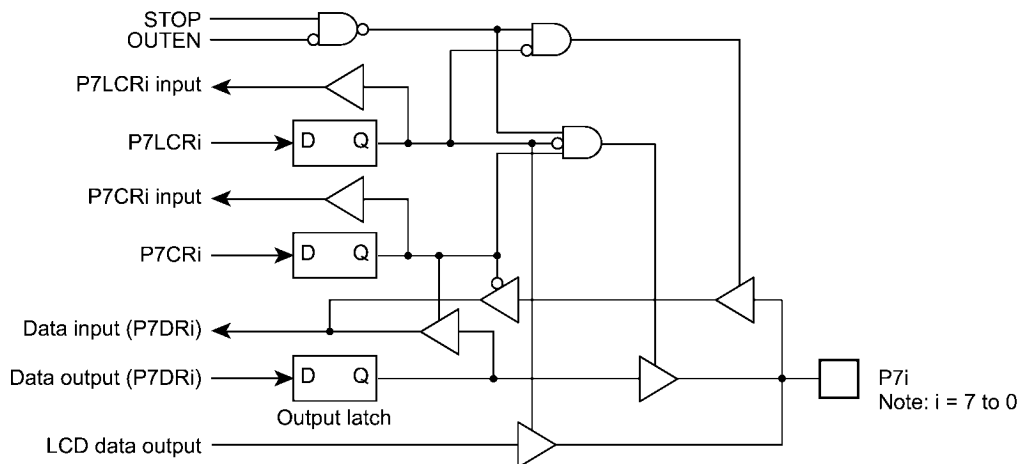 STOP
OUTEN
P7LCRi input
P7LCRi
D Q
P7CRi input
P7CRi
D Q
Data input (P7DRi)
Data output (P7DRi)
D Q
Output latch
P7i
Note: i = 7 to 0
LCD data output